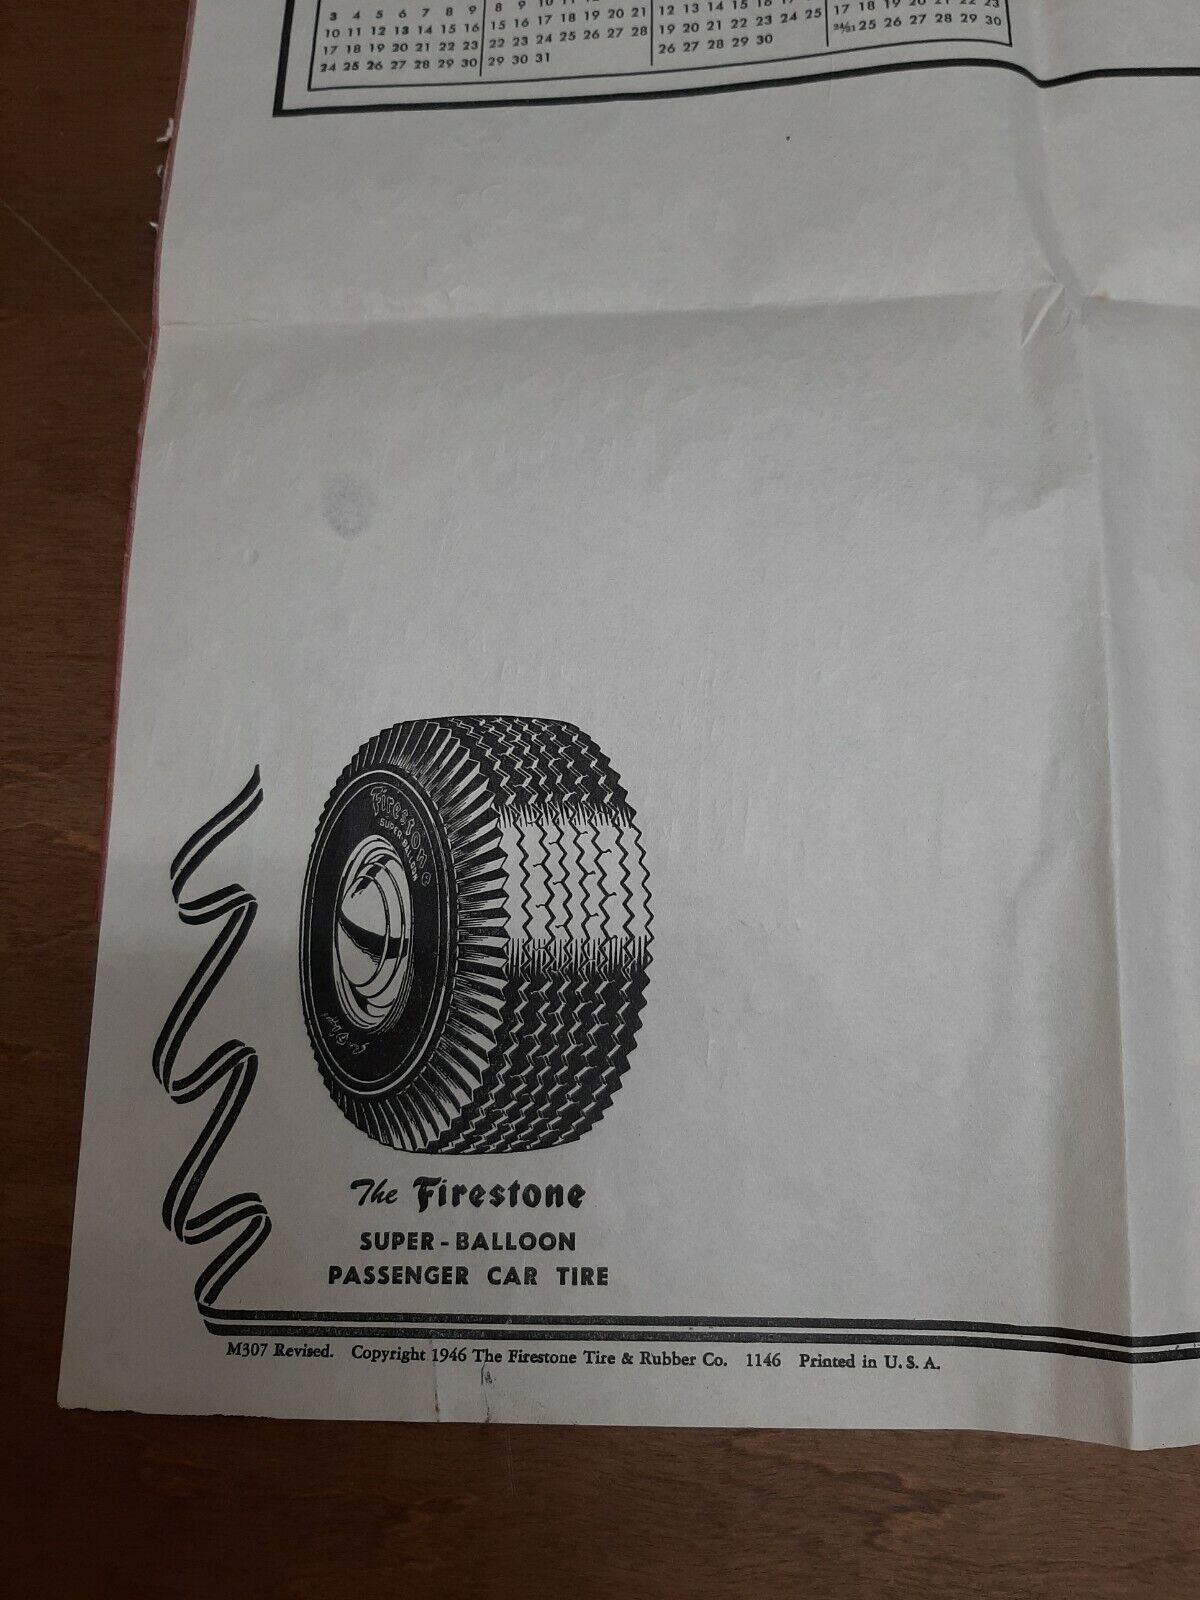 3 4 5 6 7 8 9
10 11 12 13 14 15 16
17 18 19 20 21 22 23
24 25 26 27 28 29 30
8 9 10 11
15 16 17 18 19 20 21
22 23 24 25 26 27 28
29 30 31
12 13 14 15 16 17
19 20 21 22 23 24 25
26 27 28 29 30
17 18 19 20 21 22 23
24/31 25 26 27 28 29 30
Firestone
SUPER-BALLOON
The Firestone
SUPER-BALLOON
PASSENGER CAR TIRE
M307 Revised. Copyright 1946 The Firestone Tire & Rubber Co. 1146 Printed in U. S. A.